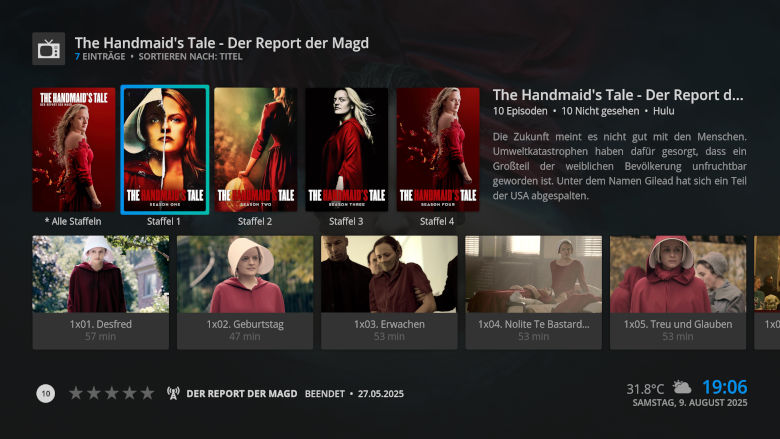 The Handmaid's Tale - Der Report der Magd
7 EINTRÄGE • SORTIEREN NACH: TITEL
THE HANDMAID'S TALE
DER REPORT DER MAGD
THE HANDMAID'S TALE
SEASON ONE
THE HANDMAID'S TALE
SEASON TWO
THE HANDMAID'S TALE
SEASON THREE
THE HANDMAID'S TALE
SEASON FOUR
* Alle Staffeln
Staffel 1
Staffel 2
Staffel 3
Staffel 4
The Handmaid's Tale - Der Report d...
10 Episoden • 10 Nicht gesehen • Hulu
Die Zukunft meint es nicht gut mit den Menschen.
Umweltkatastrophen haben dafür gesorgt, dass ein
Großteil der weiblichen Bevölkerung unfruchtbar
geworden ist. Unter dem Namen Gilead hat sich ein Teil
der USA abgespalten.
1x01. Desfred
57 min
1x02. Geburtstag
47 min
1x03. Erwachen
53 min
1x04. Nolite Te Bastard...
53 min
1x05. Treu und Glauben
53 min
1x0
10
DER REPORT DER MAGD BEENDET • 27.05.2025
31.8°C 19:06
SAMSTAG, 9. AUGUST 2025